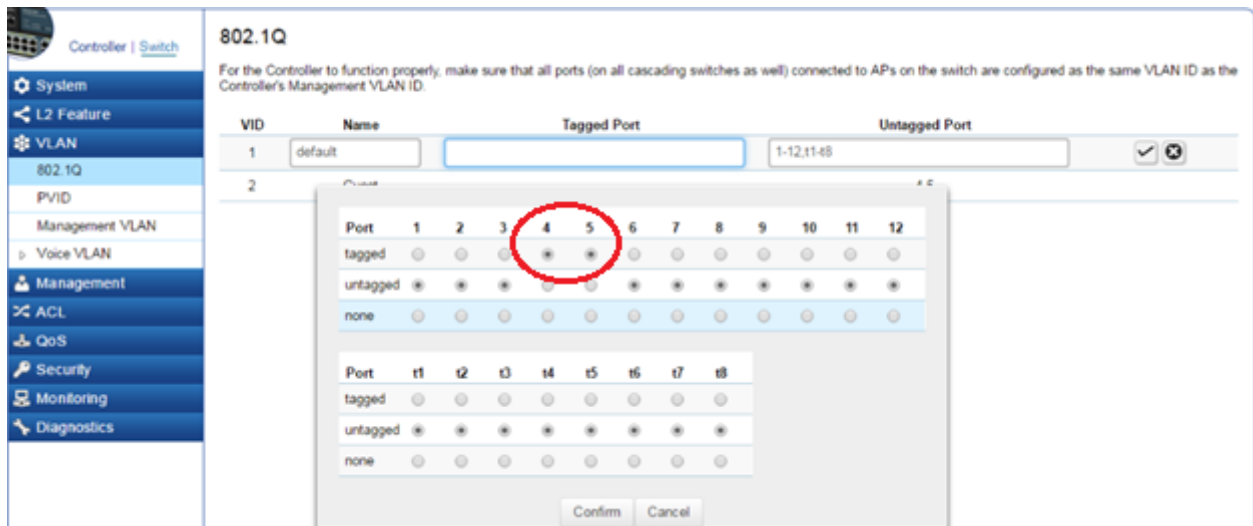 Controller | Switch
System
L2 Feature
VLAN
802.1Q
PVID
Management VLAN
Voice VLAN
Management
ACL
QoS
Security
Monitoring
Diagnostics
802.1Q
For the Controller to function properly, make sure that all ports (on all cascading switches as well) connected to APs on the switch are configured as the same VLAN ID as the
Controller's Management VLAN ID.
VID Name Tagged Port Untagged Port
1 default 1-12,t1-t8
2 4,5
Port 1 2 3 4 5 6 7 8 9 10 11 12
tagged
untagged
none
Port t1 t2 t3 t4 t5 t6 t7 t8
tagged
untagged
none
Confirm Cancel